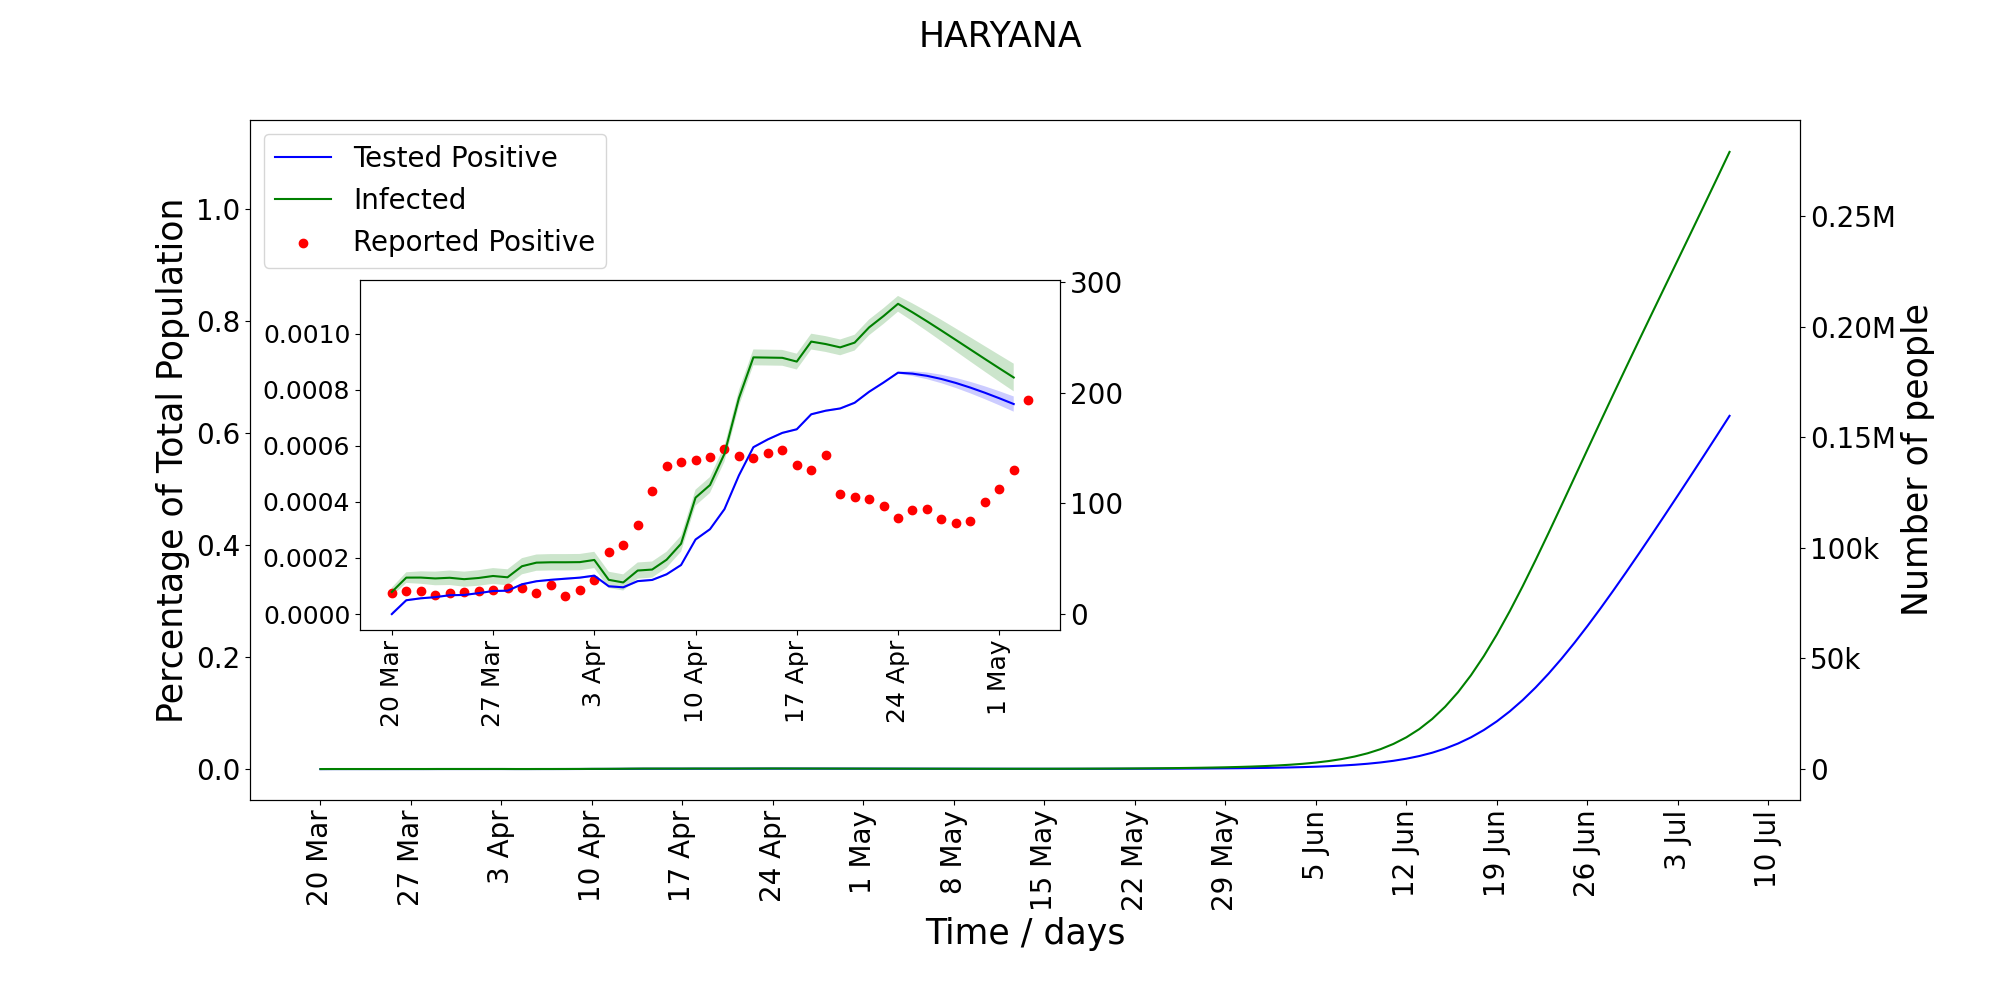 HARYANA
Tested Positive
Infected
Reported Positive
Percentage of Total Population
1.0
0.8
0.6
0.4
0.2
0.0
0.0010
0.0008
0.0006
0.0004
0.0002
0.0000
300
200
100
0
20 Mar
27 Mar
3 Apr
10 Apr
17 Apr
24 Apr
1 May
0.25M
0.20M
0.15M
100k
50k
0
Number of people
20 Mar
27 Mar
3 Apr
10 Apr
17 Apr
24 Apr
1 May
8 May
15 May
22 May
29 May
5 Jun
12 Jun
19 Jun
26 Jun
3 Jul
10 Jul
Time / days